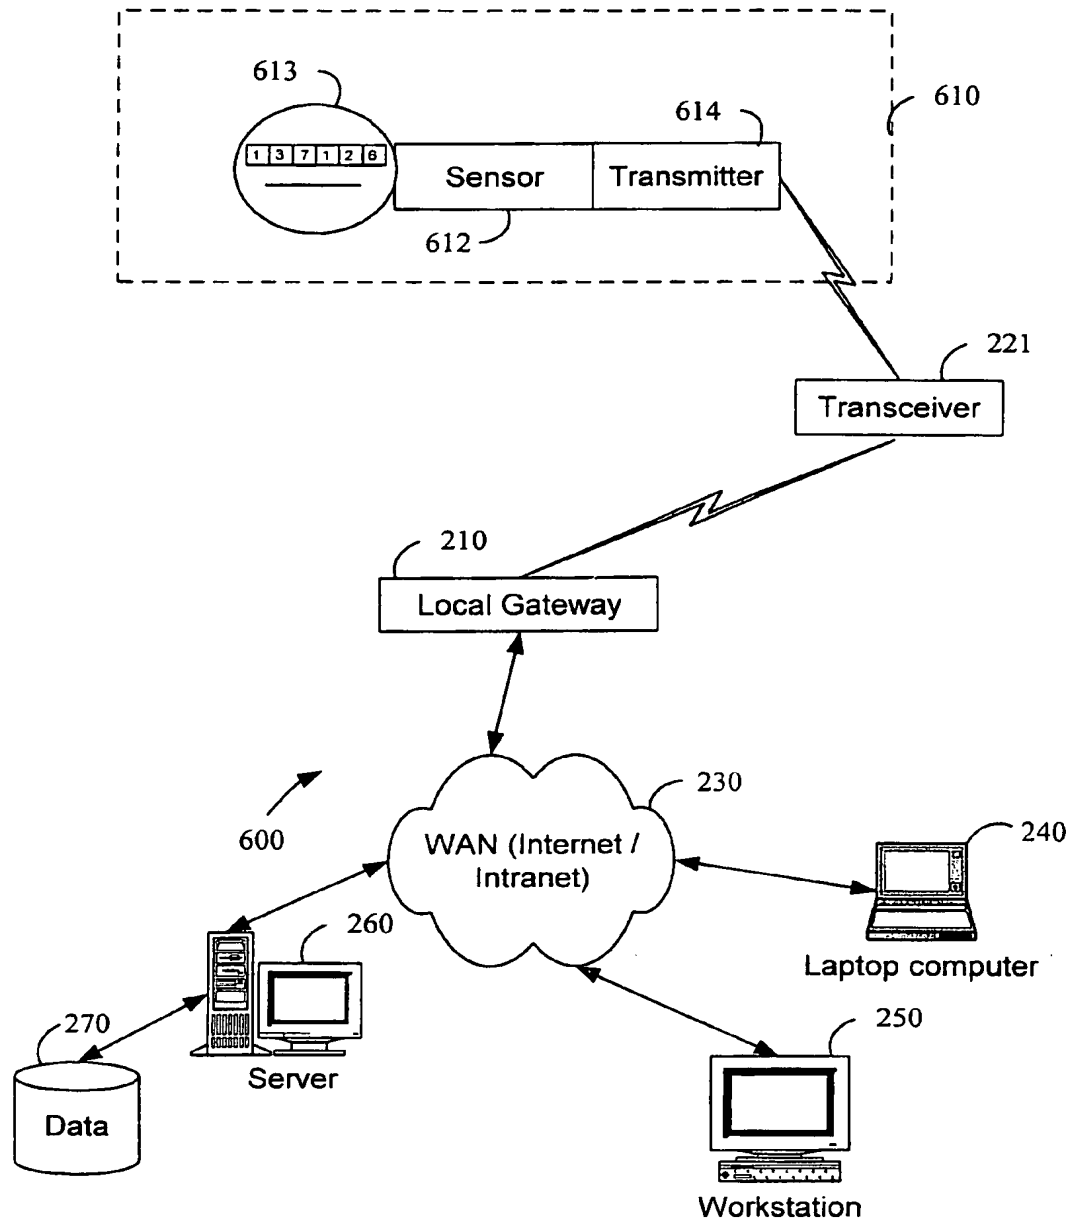 613
614
610
1 3 7 1 2 6
Sensor
Transmitter
612
221
Transceiver
210
Local Gateway
230
600
WAN (Internet /
Intranet)
240
260
Laptop computer
270
250
Server
Data
Workstation